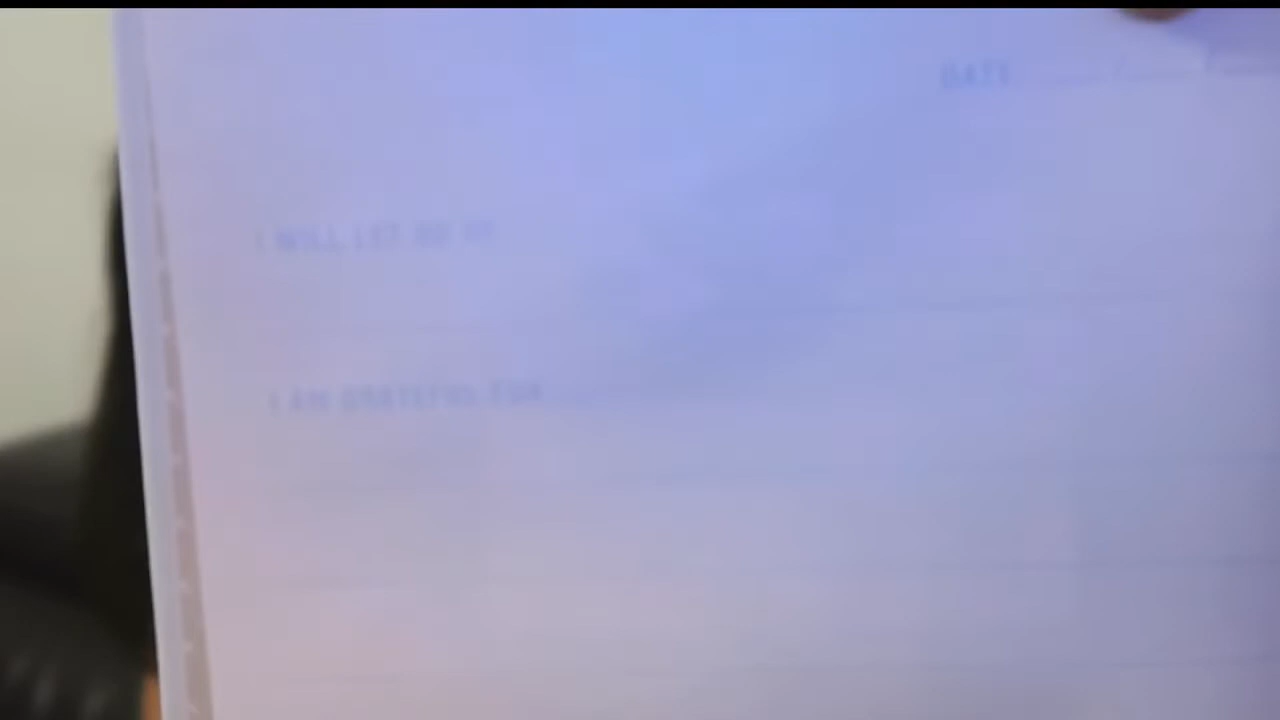 DATE / /
I WILL LET GO OF
I AM GRATEFUL FOR